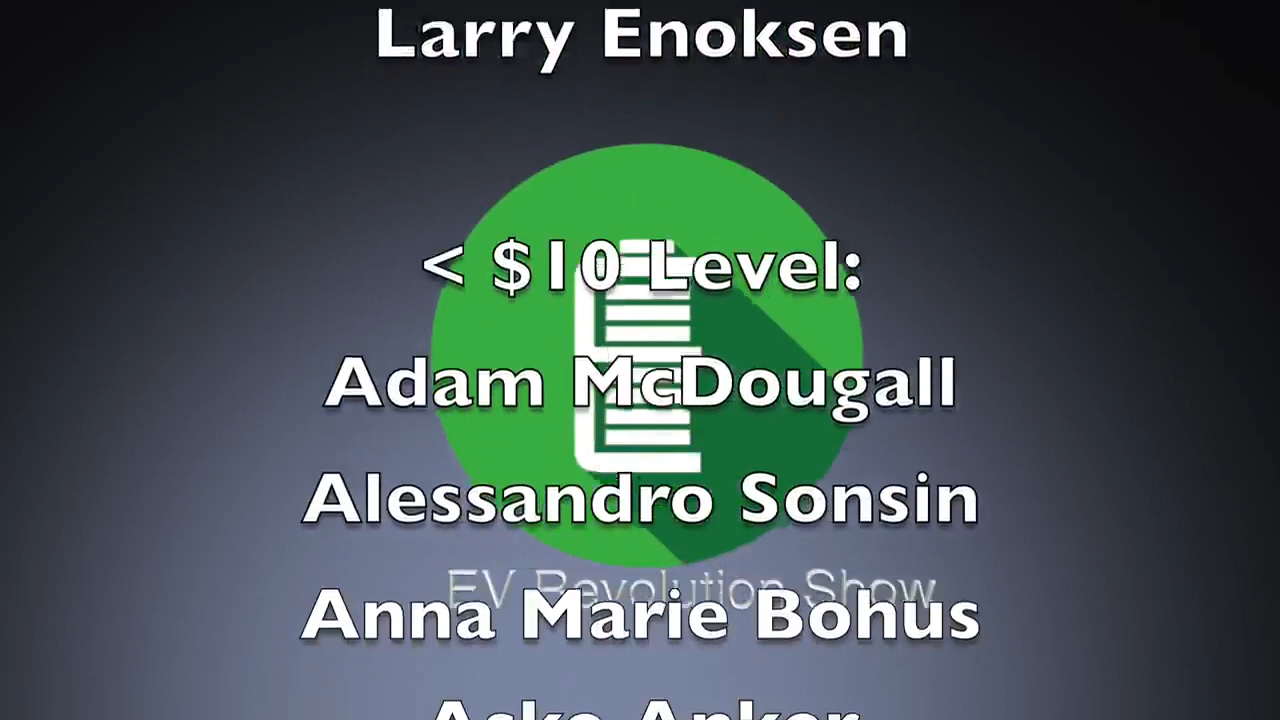 Larry Enoksen
< $10 Level:
Adam McDougall
Alessandro Sonsin
EV Revolution Show
Anna Marie Bohus